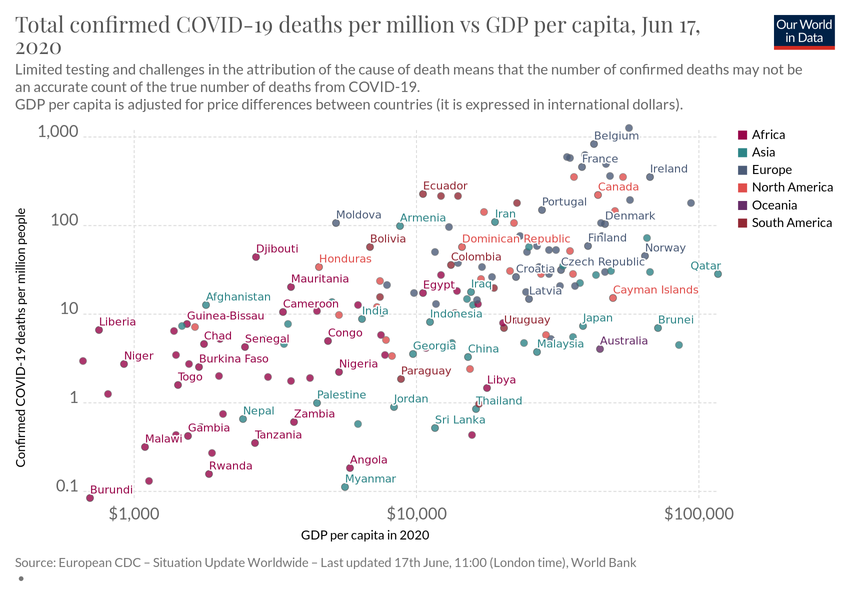 Total confirmed COVID-19 deaths per million vs GDP per capita, Jun 17,
2020
Our World
in Data
Limited testing and challenges in the attribution of the cause of death means that the number of confirmed deaths may not be
an accurate count of the true number of deaths from COVID-19.
GDP per capita is adjusted for price differences between countries (it is expressed in international dollars).
Confirmed COVID-19 deaths per million people
1,000
100
10
1
0.1
Belgium
France
Ireland
Ecuador
Canada
Portugal
Moldova
Armenia
Iran
Denmark
Bolivia
Dominican Republic
Finland
Djibouti
Honduras
Colombia
Norway
Croatia
Czech Republic
Qatar
Mauritania
Egypt
Iraq
Latvia
Cayman Islands
Afghanistan
Cameroon
India
Indonesia
Liberia
Guinea-Bissau
Uruguay
Japan
Brunei
Chad
Senegal
Congo
Georgia
China
Malaysia
Australia
Niger
Burkina Faso
Nigeria
Togo
Paraguay
Libya
Palestine
Jordan
Thailand
Nepal
Zambia
Gambia
Sri Lanka
Malawi
Tanzania
Rwanda
Angola
Myanmar
Burundi
$1,000
$10,000
$100,000
GDP per capita in 2020
Africa
Asia
Europe
North America
Oceania
South America
Source: European CDC – Situation Update Worldwide – Last updated 17th June, 11:00 (London time), World Bank